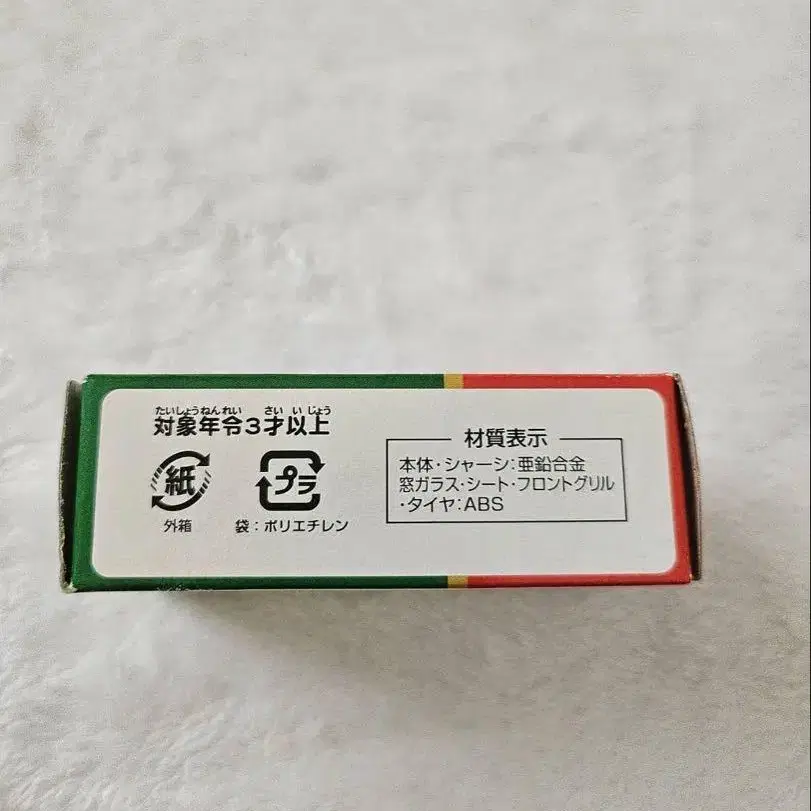 たいしょうねんれい さい いじょう
対象年令3才以上
紙
外箱
プラ
袋:ポリエチレン
材質表示
本体・シャーシ:亜鉛合金
窓ガラス・シート・フロントグリル
・タイヤ:ABS